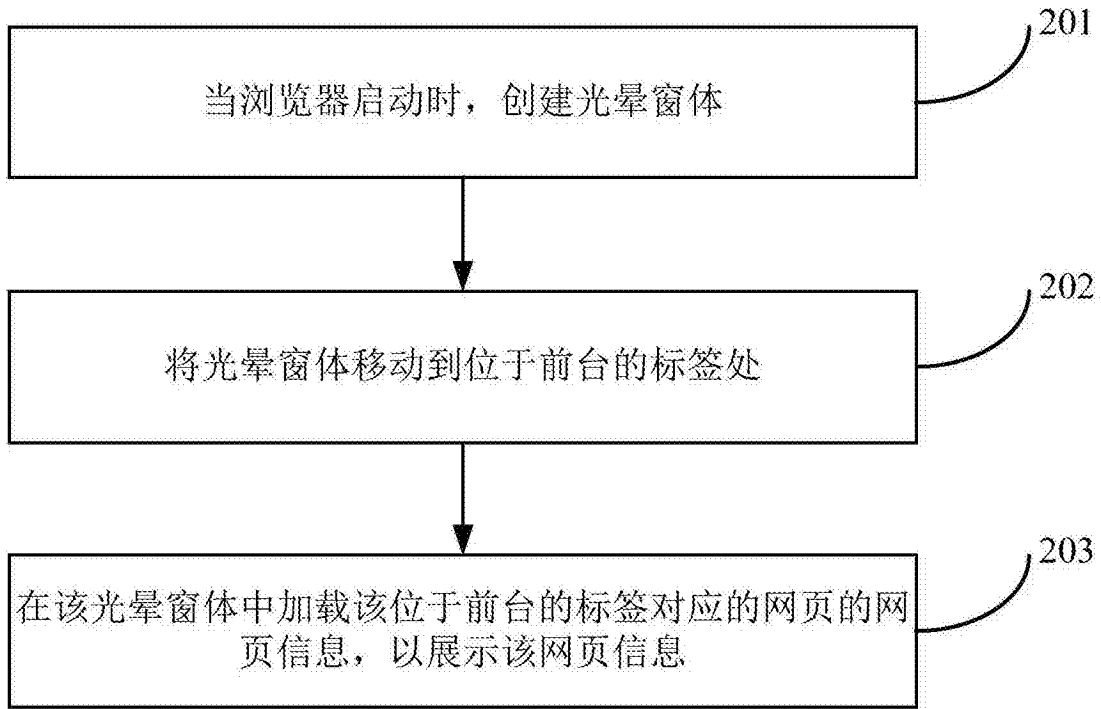 201
当浏览器启动时，创建光晕窗体
202
将光晕窗体移动到位于前台的标签处
203
在该光晕窗体中加载该位于前台的标签对应的网页的网
页信息，以展示该网页信息